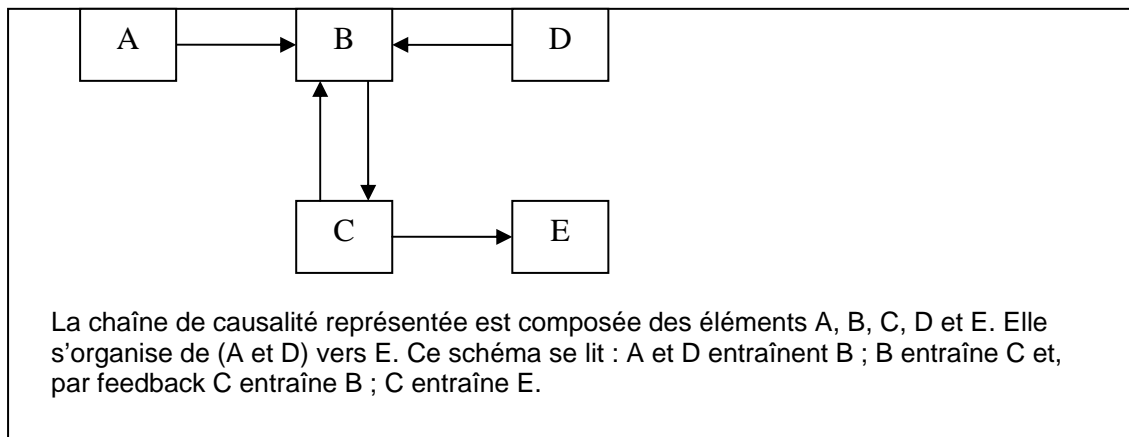 A B D
C E
La chaîne de causalité représentée est composée des éléments A, B, C, D et E. Elle
s’organise de (A et D) vers E. Ce schéma se lit : A et D entraînent B ; B entraîne C et,
par feedback C entraîne B ; C entraîne E.